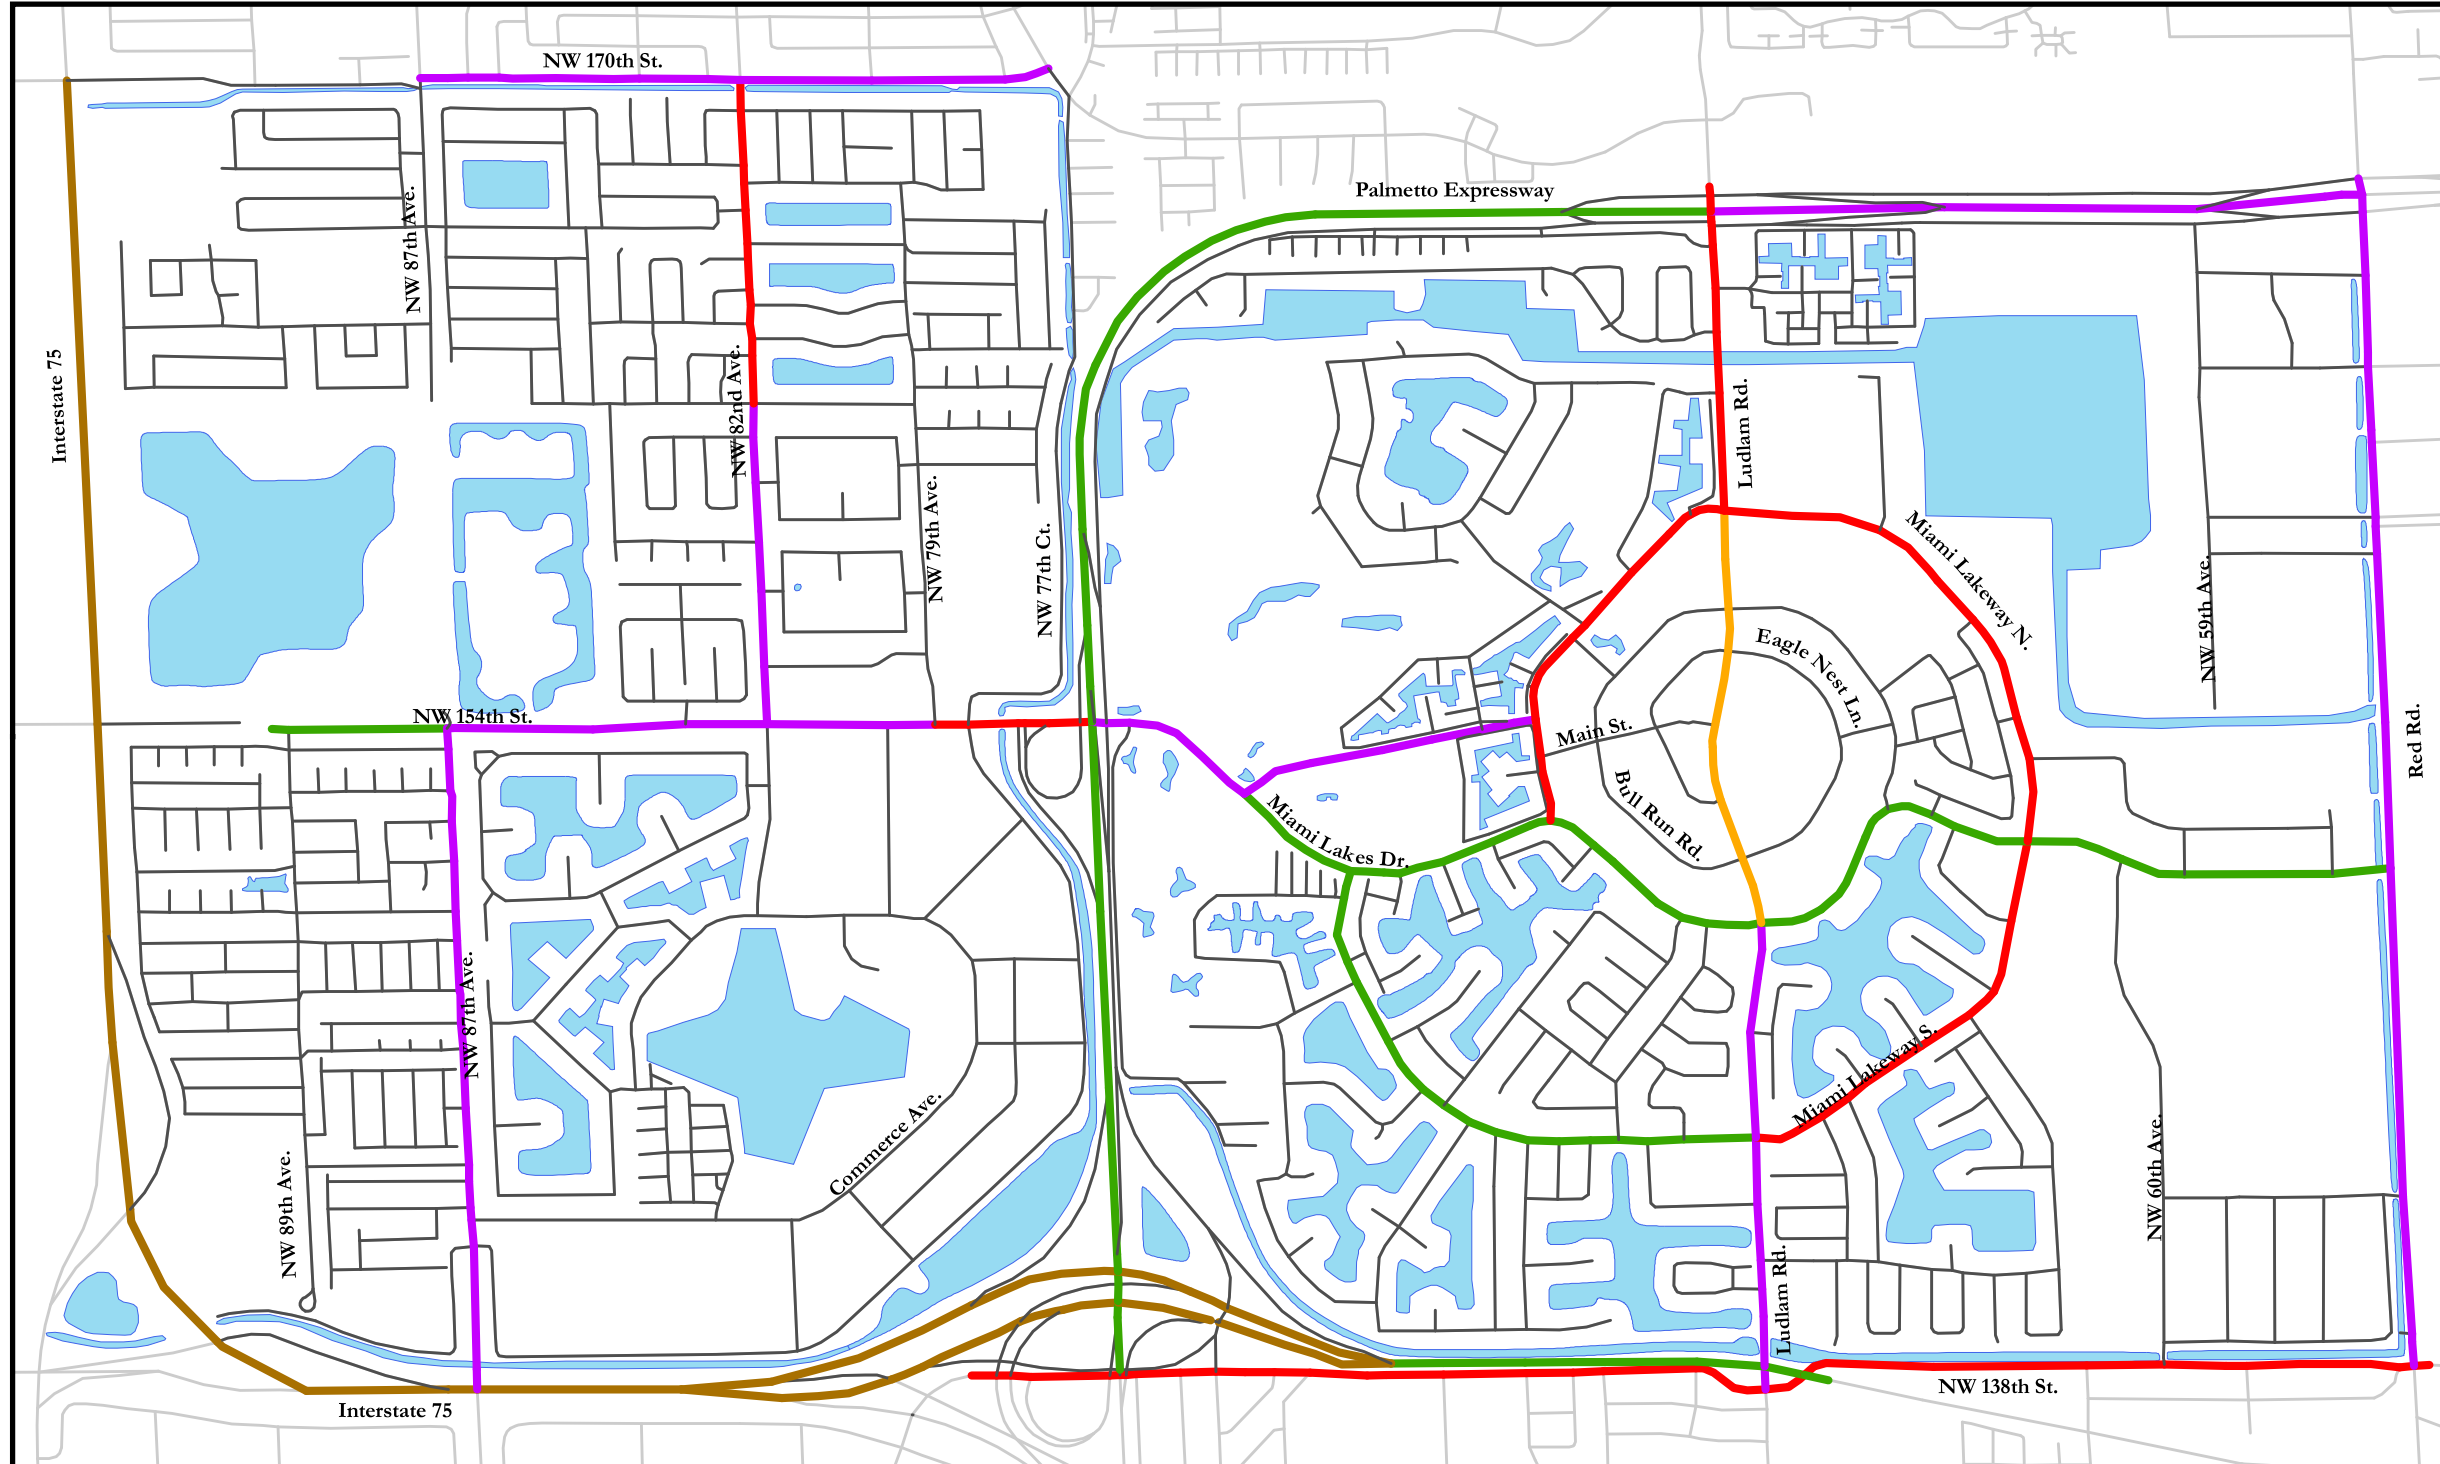 NW 170th St.
Palmetto Expressway
NW 87th Ave.
Interstate 75
NW 82nd Ave.
Ludlam Rd.
NW 79th Ave.
NW 77th Ct.
Miami Lakeway N.
NW 59th Ave.
Eagle Nest Ln.
NW 154th St.
Main St.
Red Rd.
Bull Run Rd.
Miami Lakes Dr.
NW 87th Ave.
Miami Lakeway S.
Commerce Ave.
NW 89th Ave.
NW 60th Ave.
Ludlam Rd.
NW 138th St.
Interstate 75